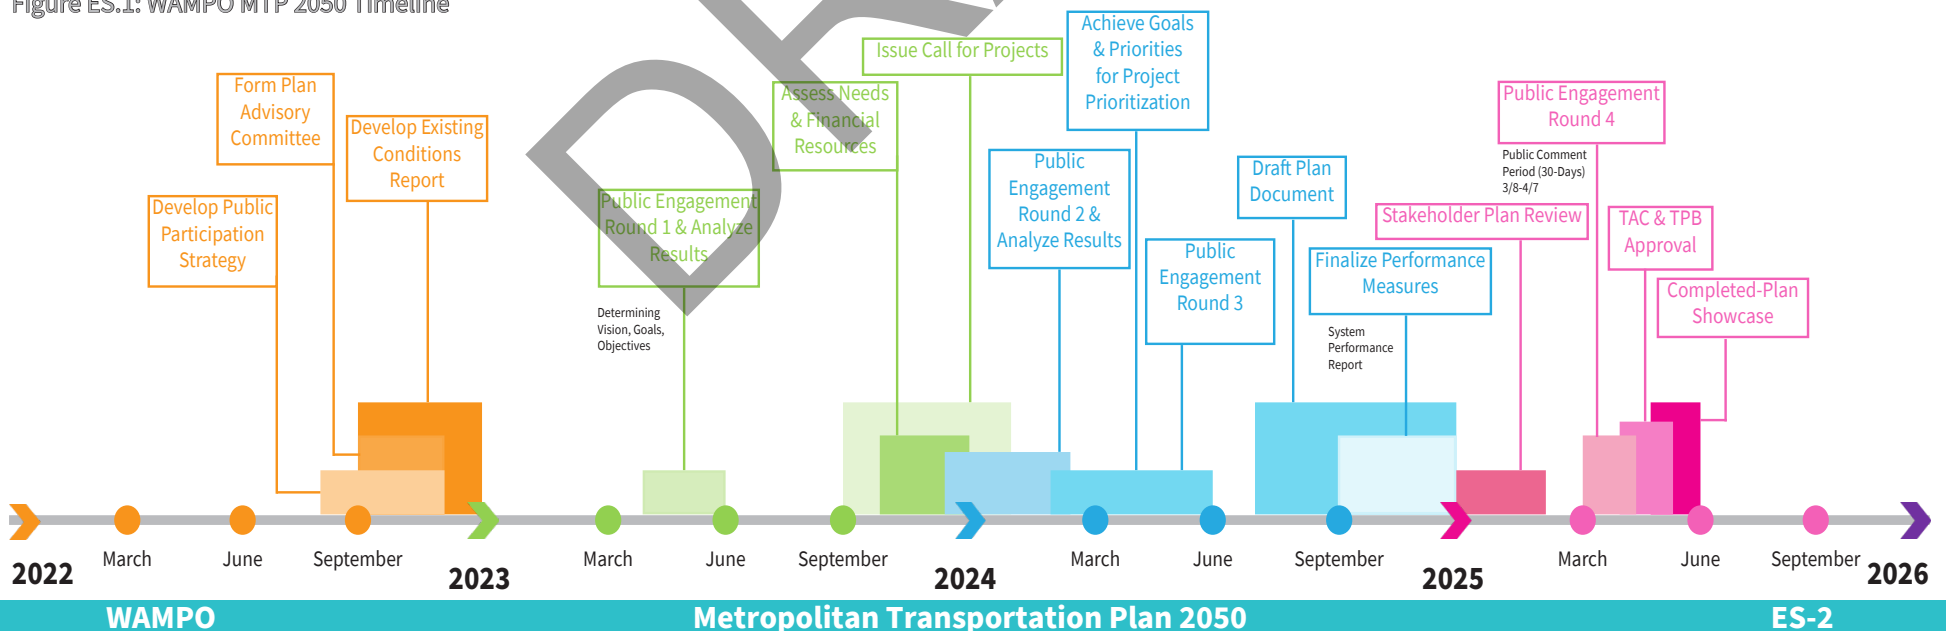 Figure ES.1: WAMPO MTP 2050 Timeline
Develop Public
Participation
Strategy
Form Plan
Advisory
Committee
Develop Existing
Conditions
Report
Public Engagement
Round 1 & Analyze
Results
Determining
Vision, Goals,
Objectives
Assess Needs
& Financial
Resources
Issue Call for Projects
Public
Engagement
Round 2 &
Analyze Results
Achieve Goals
& Priorities
for Project
Prioritization
Public
Engagement
Round 3
Draft Plan
Document
Finalize Performance
Measures
System
Performance
Report
Stakeholder Plan Review
Public Engagement
Round 4
Public Comment
Period (30-Days)
3/8-4/7
TAC & TPB
Approval
Completed-Plan
Showcase
2022
March
June
September
2023
March
June
September
2024
March
June
September
2025
March
June
September
2026
WAMPO
Metropolitan Transportation Plan 2050
ES-2